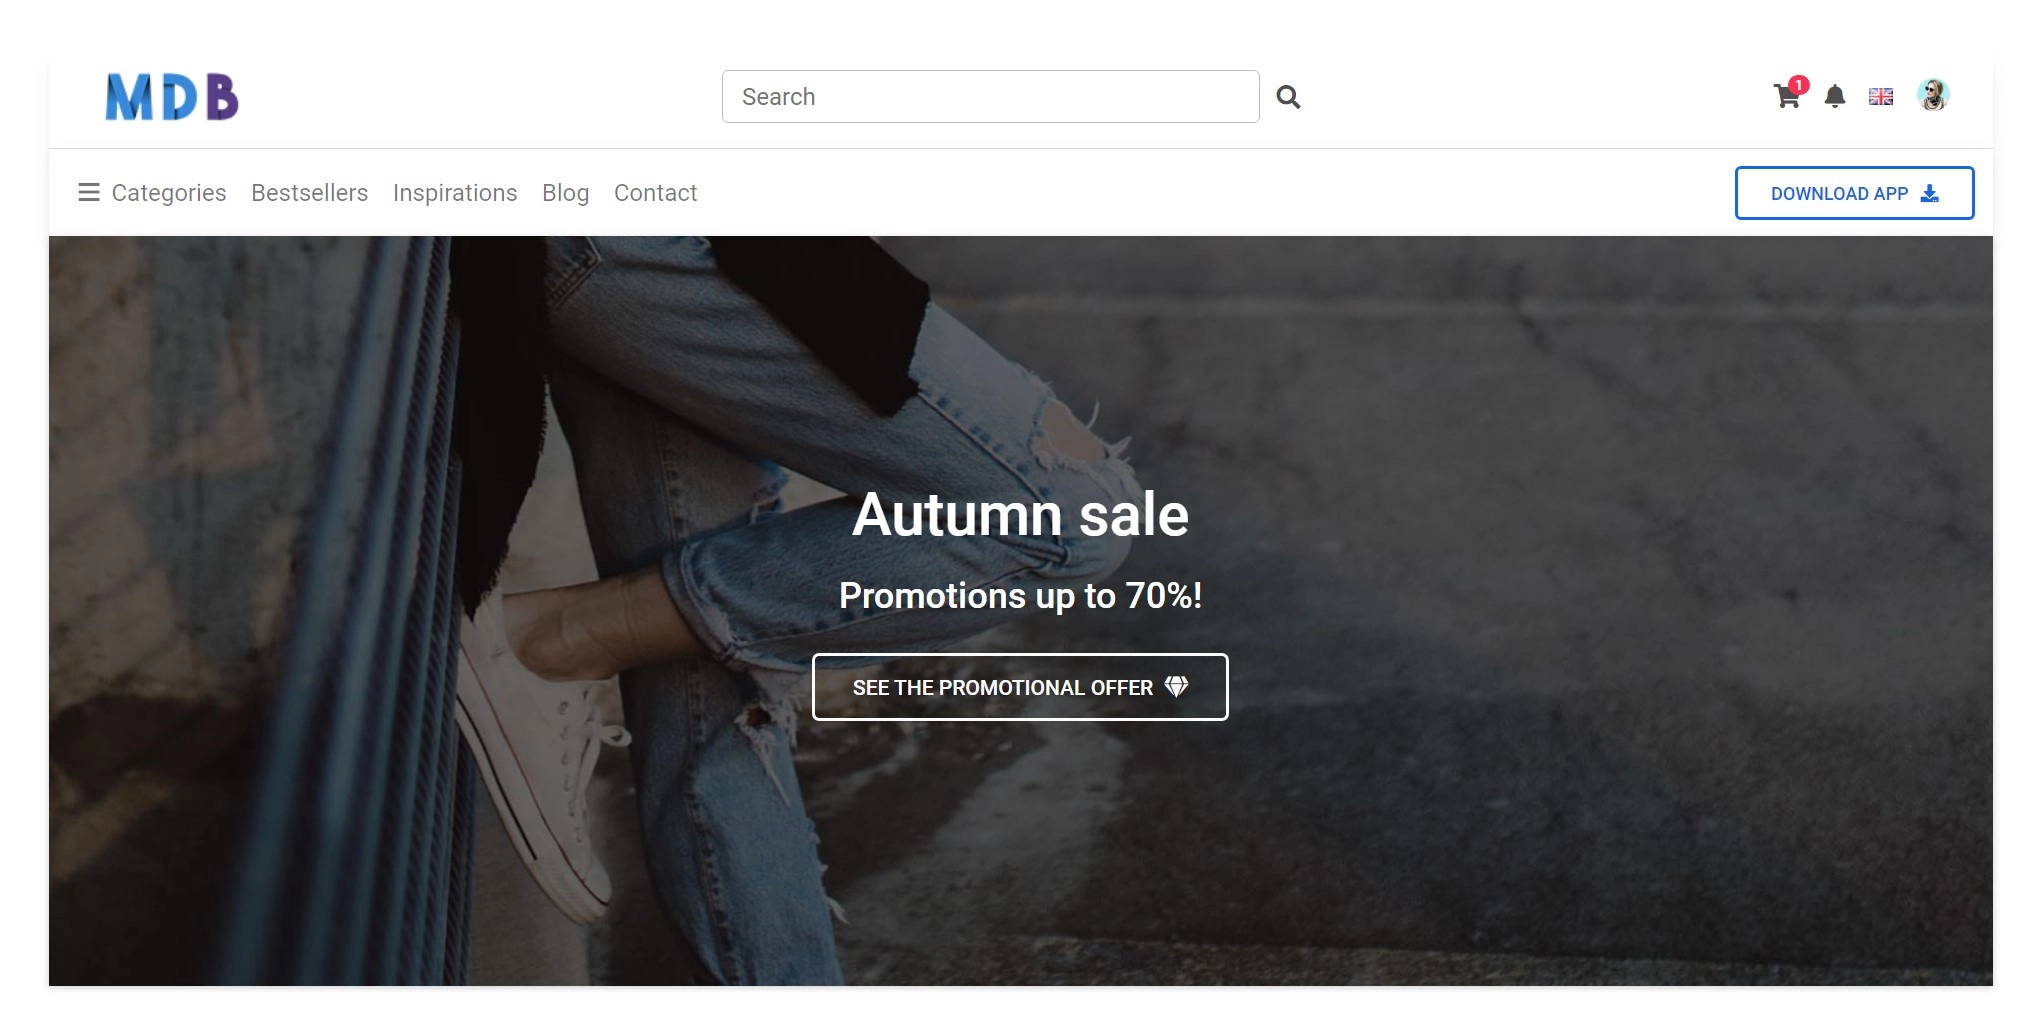 MDB
Search
1
Categories Bestsellers Inspirations Blog Contact
DOWNLOAD APP
Autumn sale
Promotions up to 70%!
SEE THE PROMOTIONAL OFFER